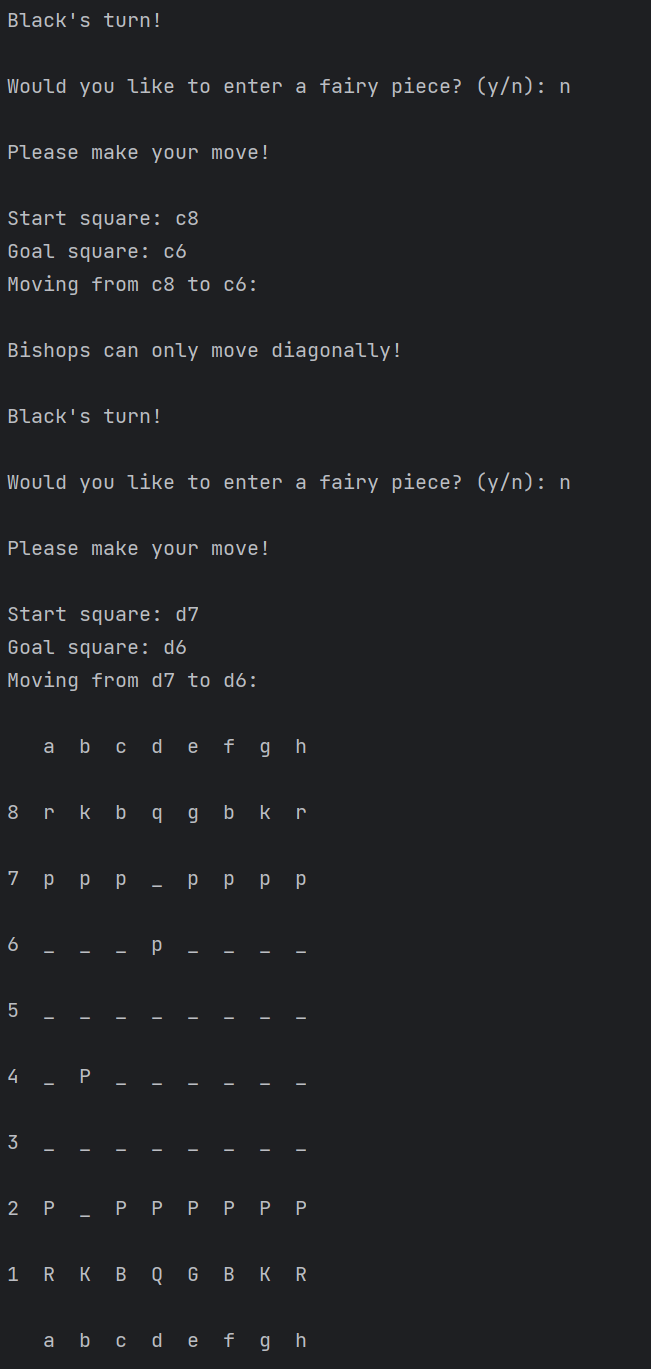 Black's turn!
Would you like to enter a fairy piece? (y/n): n
Please make your move!
Start square: c8
Goal square: c6
Moving from c8 to c6:
Bishops can only move diagonally!
Black's turn!
Would you like to enter a fairy piece? (y/n): n
Please make your move!
Start square: d7
Goal square: d6
Moving from d7 to d6:
a b c d e f g h
8 r k b q g b k r
7 p p p _ p p p p
6 _ _ _ p _ _ _ _
5 _ _ _ _ _ _ _ _
4 _ P _ _ _ _ _ _
3 _ _ _ _ _ _ _ _
2 P _ P P P P P P
1 R K B Q G B K R
a b c d e f g h